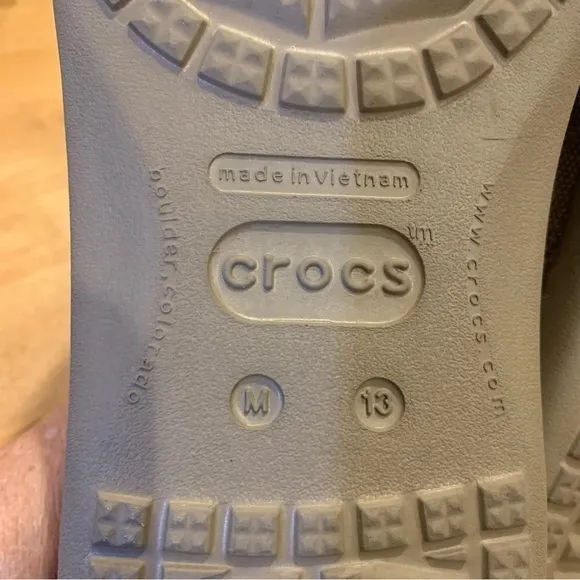 made in Vietnam
crocs tm
M 13
boulder, colorado
www.crocs.com